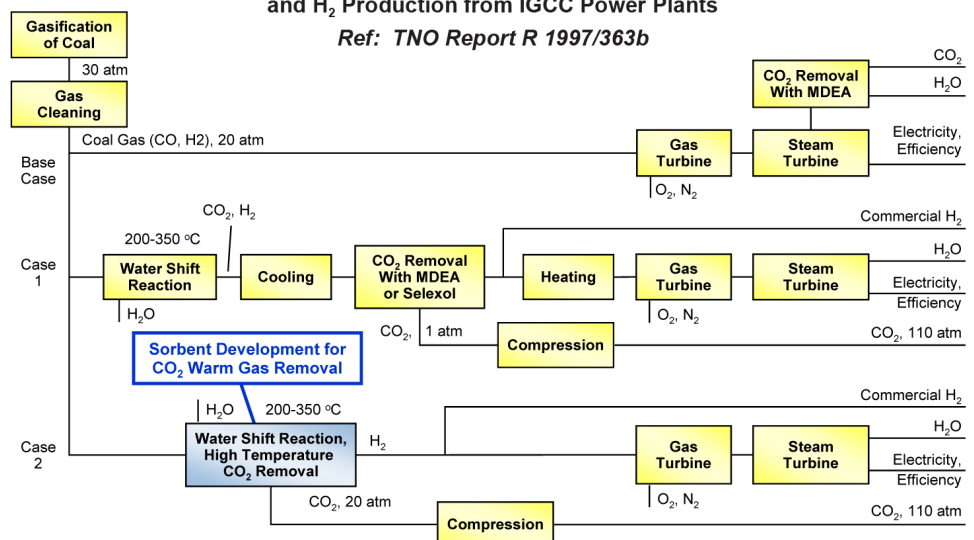 and H₂ Production from IGCC Power Plants
Ref: TNO Report R 1997/363b
Gasification
of Coal
30 atm
Gas
Cleaning
Coal Gas (CO, H2), 20 atm
Base
Case
Gas
Turbine
O₂, N₂
CO₂ Removal
With MDEA
Steam
Turbine
CO₂
H₂O
Electricity,
Efficiency
Case
1
200-350 ºC
Water Shift
Reaction
H₂O
CO₂, H₂
Cooling
CO₂ Removal
With MDEA
or Selexol
CO₂, 1 atm
Compression
Heating
Gas
Turbine
O₂, N₂
Steam
Turbine
Commercial H₂
H₂O
Electricity,
Efficiency
CO₂, 110 atm
Sorbent Development for
CO₂ Warm Gas Removal
Case
2
H₂O
200-350 ºC
Water Shift Reaction,
High Temperature
CO₂ Removal
H₂
CO₂, 20 atm
Compression
Gas
Turbine
O₂, N₂
Steam
Turbine
Commercial H₂
H₂O
Electricity,
Efficiency
CO₂, 110 atm